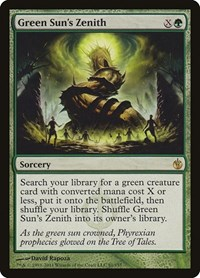 Green Sun's Zenith
X
Sorcery
Search your library for a green creature
card with converted mana cost X or
less, put it onto the battlefield, then
shuffle your library. Shuffle Green
Sun's Zenith into its owner's library.
As the green sun crowned, Phyrexian
prophecies glowed on the Tree of Tales.
David Rapoza